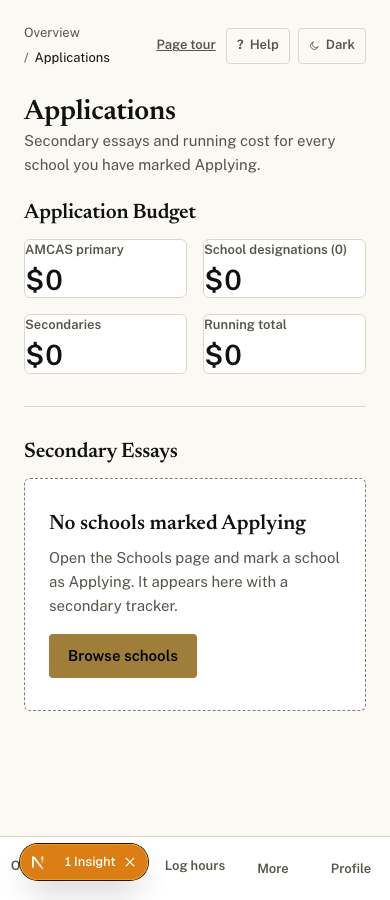 Overview
/ Applications
Page tour
? Help
Dark
Applications
Secondary essays and running cost for every
school you have marked Applying.
Application Budget
AMCAS primary
$0
School designations (0)
$0
Secondaries
$0
Running total
$0
Secondary Essays
No schools marked Applying
Open the Schools page and mark a school
as Applying. It appears here with a
secondary tracker.
Browse schools
N
1 Insight
Log hours
More
Profile